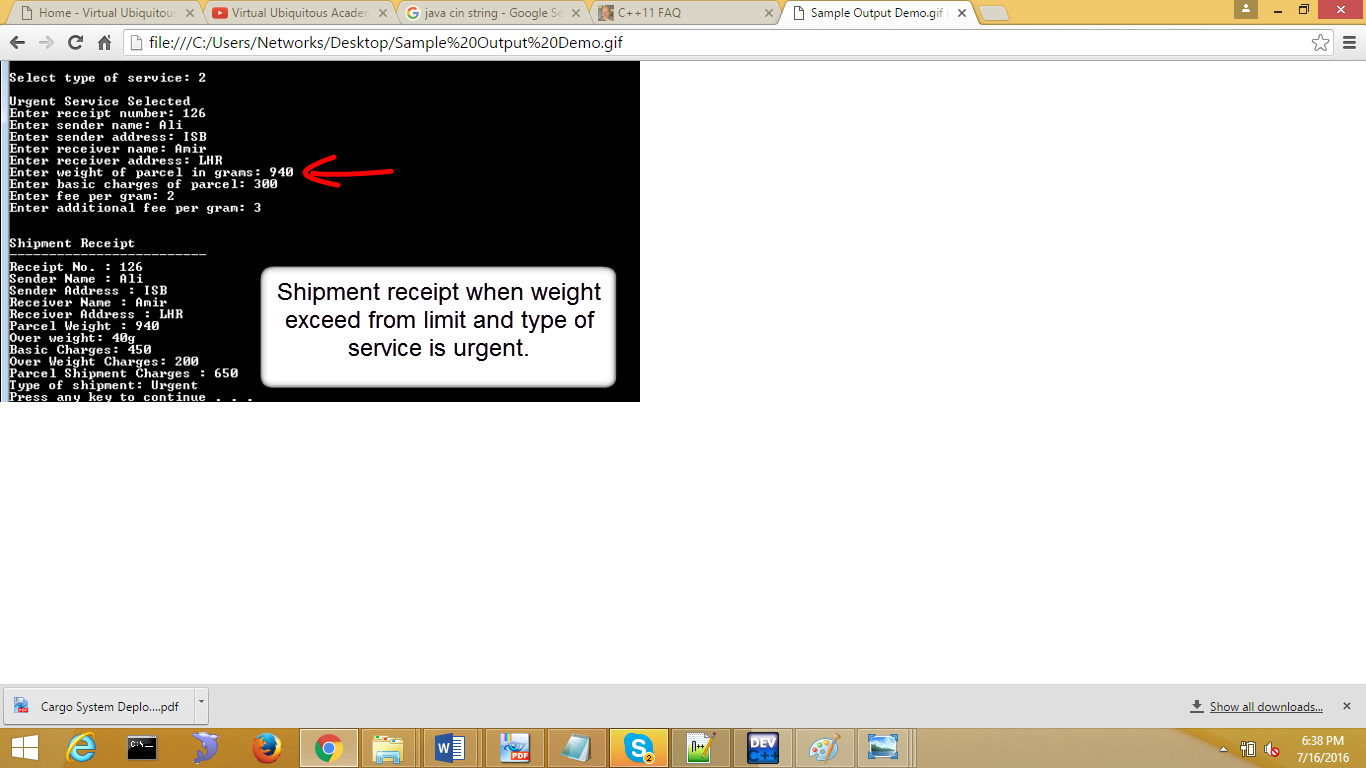 Home - Virtual Ubiquitous
Virtual Ubiquitous Academ
java cin string - Google Se
C++11 FAQ
Sample Output Demo.gif
file:///C:/Users/Networks/Desktop/Sample%20Output%20Demo.gif
Select type of service: 2
Urgent Service Selected
Enter receipt number: 126
Enter sender name: Ali
Enter sender address: ISB
Enter receiver name: Amir
Enter receiver address: LHR
Enter weight of parcel in grams: 940
Enter basic charges of parcel: 300
Enter fee per gram: 2
Enter additional fee per gram: 3
Shipment Receipt
-------------------------
Receipt No. : 126
Sender Name : Ali
Sender Address : ISB
Receiver Name : Amir
Receiver Address : LHR
Parcel Weight : 940
Over weight: 40g
Basic Charges: 450
Over Weight Charges: 200
Parcel Shipment Charges : 650
Type of shipment: Urgent
Press any key to continue . . .
Shipment receipt when weight
exceed from limit and type of
service is urgent.
Cargo System Deplo....pdf
Show all downloads...
C:\_
PDF
2
n++
DEV
C++
6:38 PM
7/16/2016